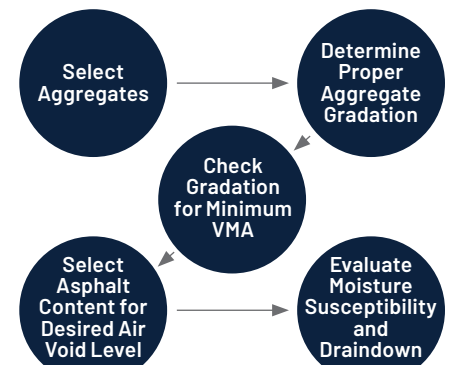 Select
Aggregates
Determine
Proper
Aggregate
Gradation
Check
Gradation
for Minimum
VMA
Select
Asphalt
Content for
Desired Air
Void Level
Evaluate
Moisture
Susceptibility
and
Draindown